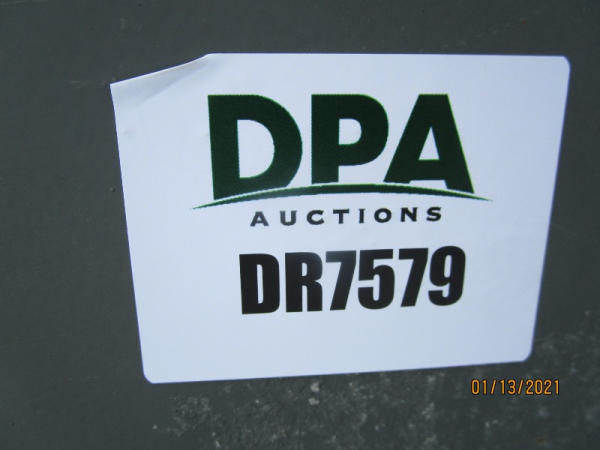 DPA
AUCTIONS
DR7579
01/13/2021